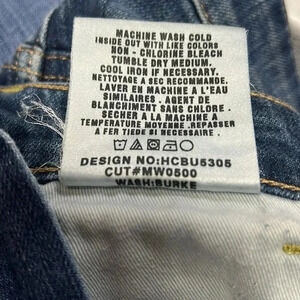 MACHINE WASH COLD
INSIDE OUT WITH LIKE COLORS
NON - CHLORINE BLEACH
TUMBLE DRY MEDIUM.
COOL IRON IF NECESSARY.
NETTOYAGE A SEC RECOMMANDE.
LAVER EN MACHINE A L'EAU
SIMILAIRES . AGENT DE
BLANCHIMEET SANS CHLORE .
SECHER A LA MACHINE A
TEMPERATURE MOYENSE .REPASSER
A FER TIEDE SI NECESSAIRE .
DESIGN NO:HCBU5305
CUT#MW0500
WASH:BURKE